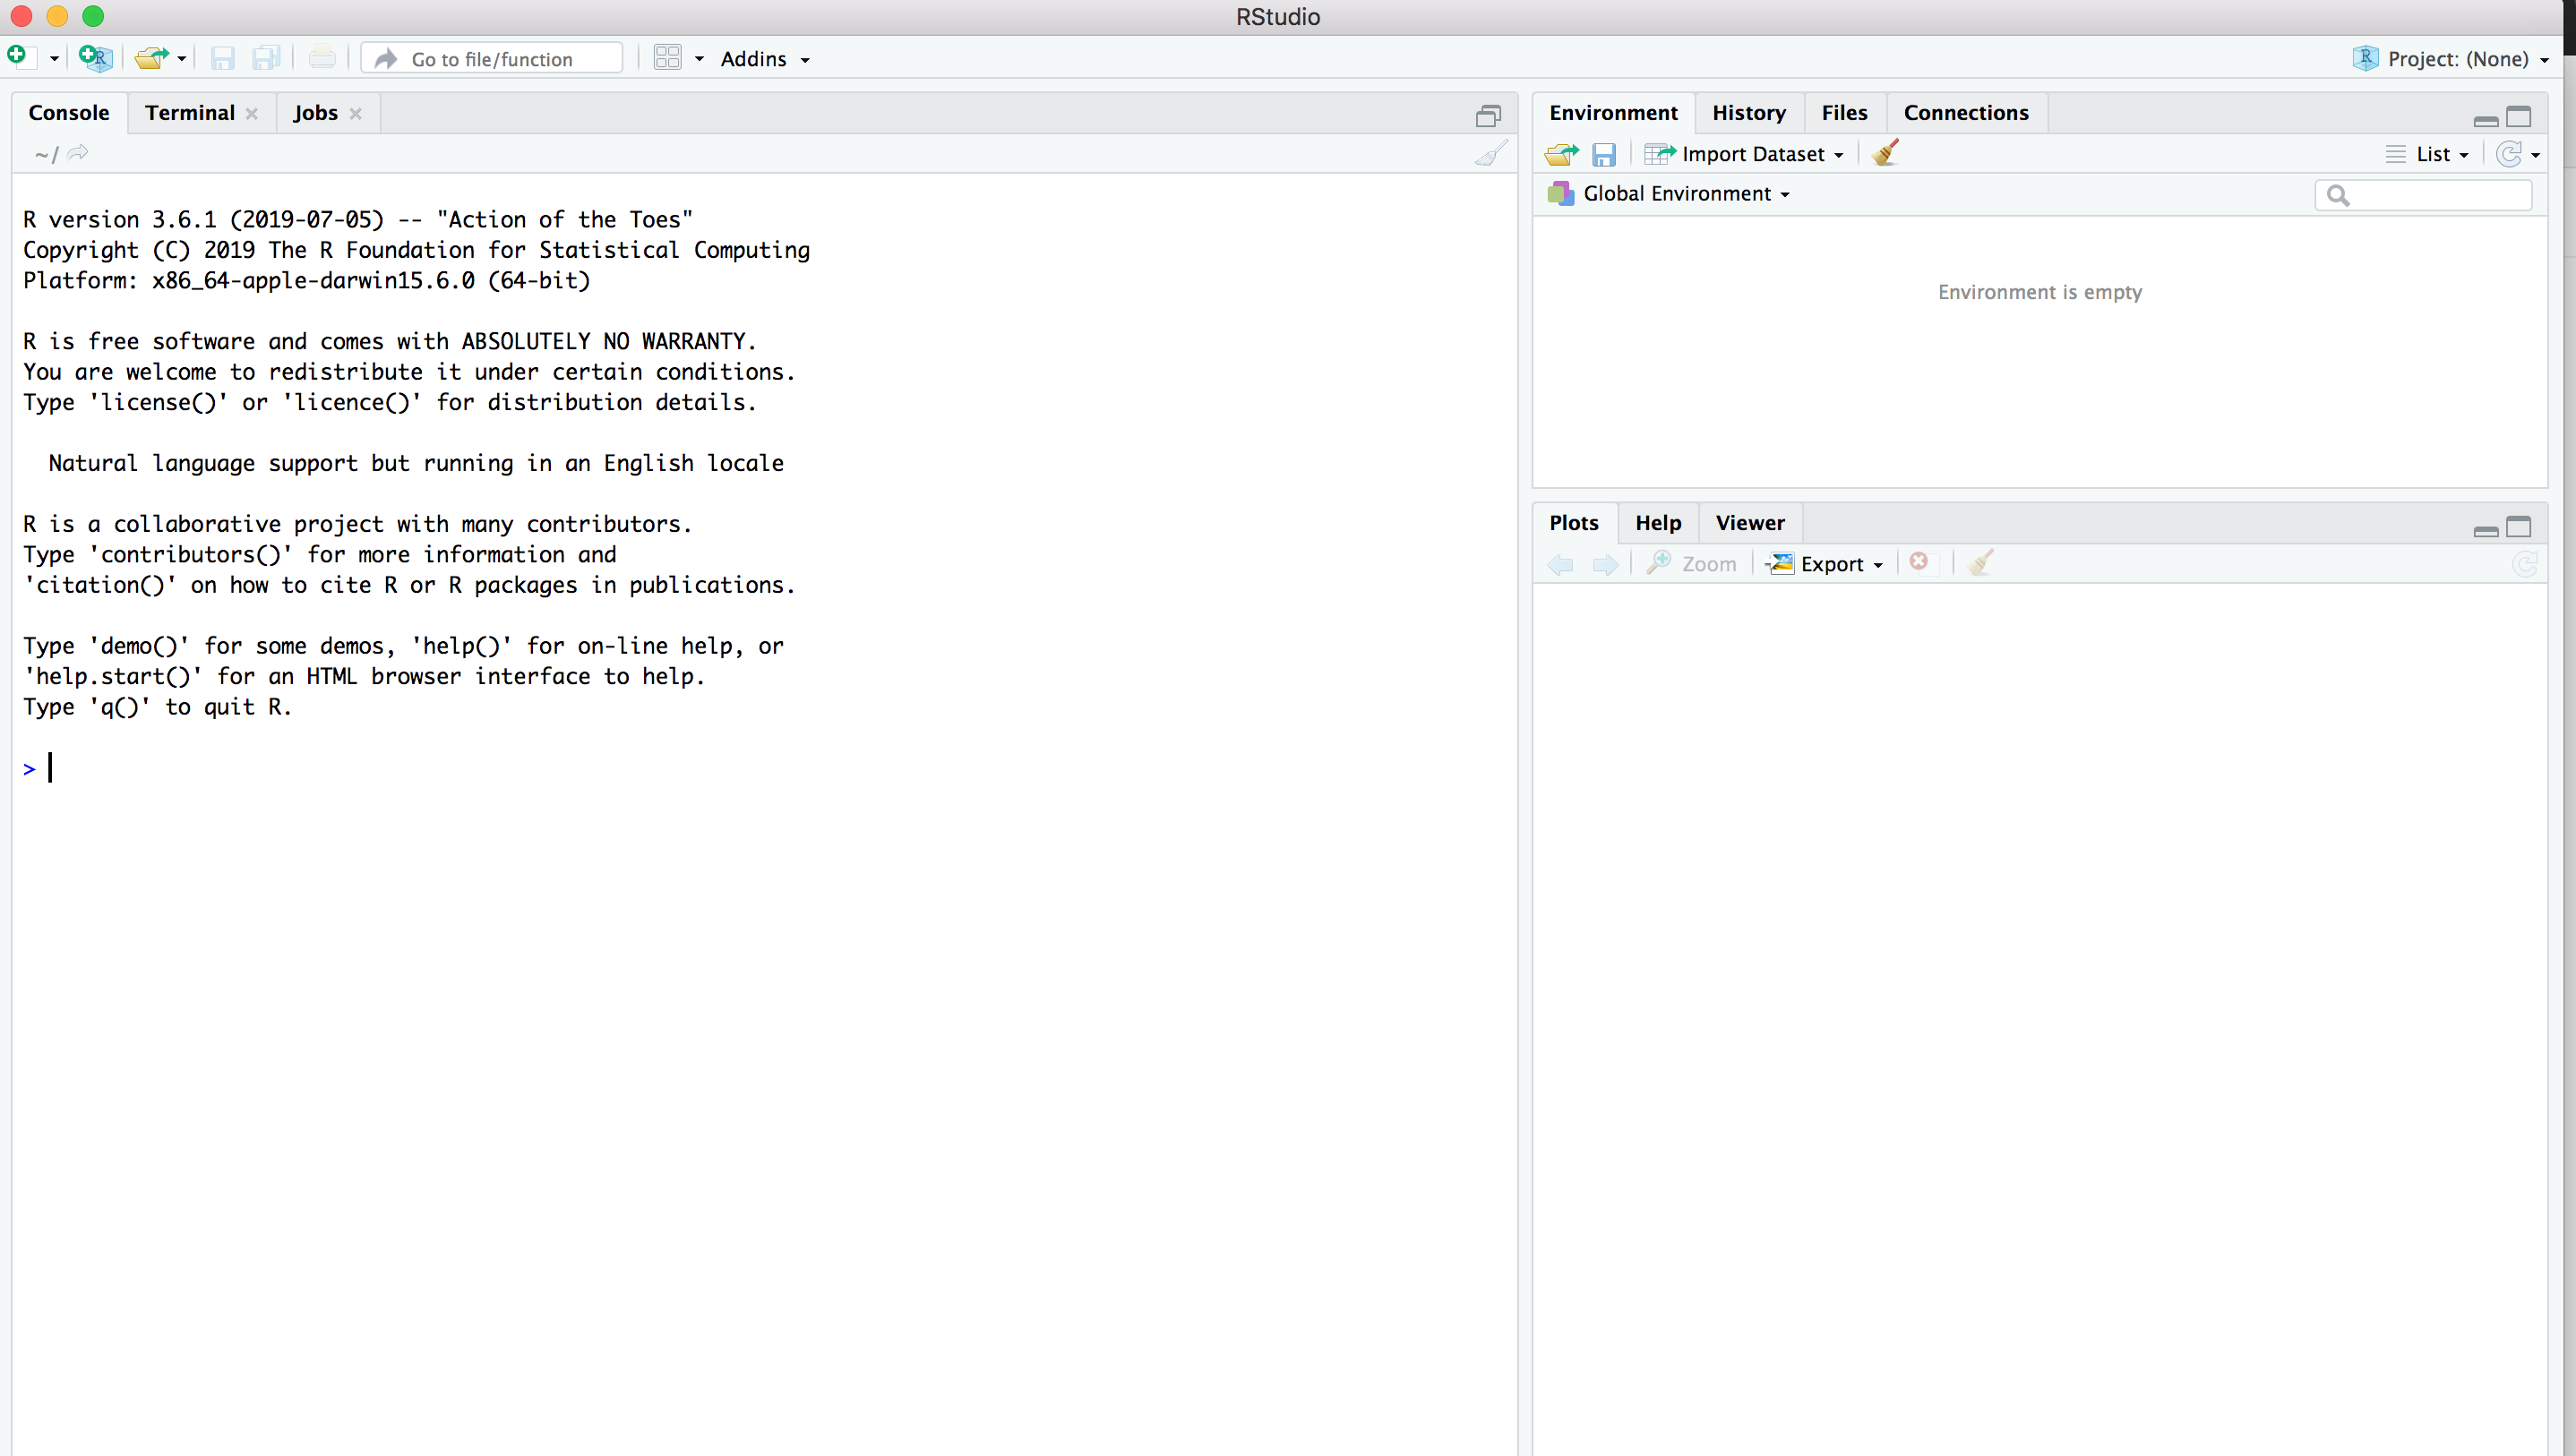 RStudio
Go to file/function
Addins
Project: (None)
Console Terminal Jobs
~/
R version 3.6.1 (2019-07-05) -- "Action of the Toes"
Copyright (C) 2019 The R Foundation for Statistical Computing
Platform: x86_64-apple-darwin15.6.0 (64-bit)
R is free software and comes with ABSOLUTELY NO WARRANTY.
You are welcome to redistribute it under certain conditions.
Type 'license()' or 'licence()' for distribution details.
Natural language support but running in an English locale
R is a collaborative project with many contributors.
Type 'contributors()' for more information and
'citation()' on how to cite R or R packages in publications.
Type 'demo()' for some demos, 'help()' for on-line help, or
'help.start()' for an HTML browser interface to help.
Type 'q()' to quit R.
>
Environment History Files Connections
Import Dataset
List
Global Environment
Environment is empty
Plots Help Viewer
Zoom Export